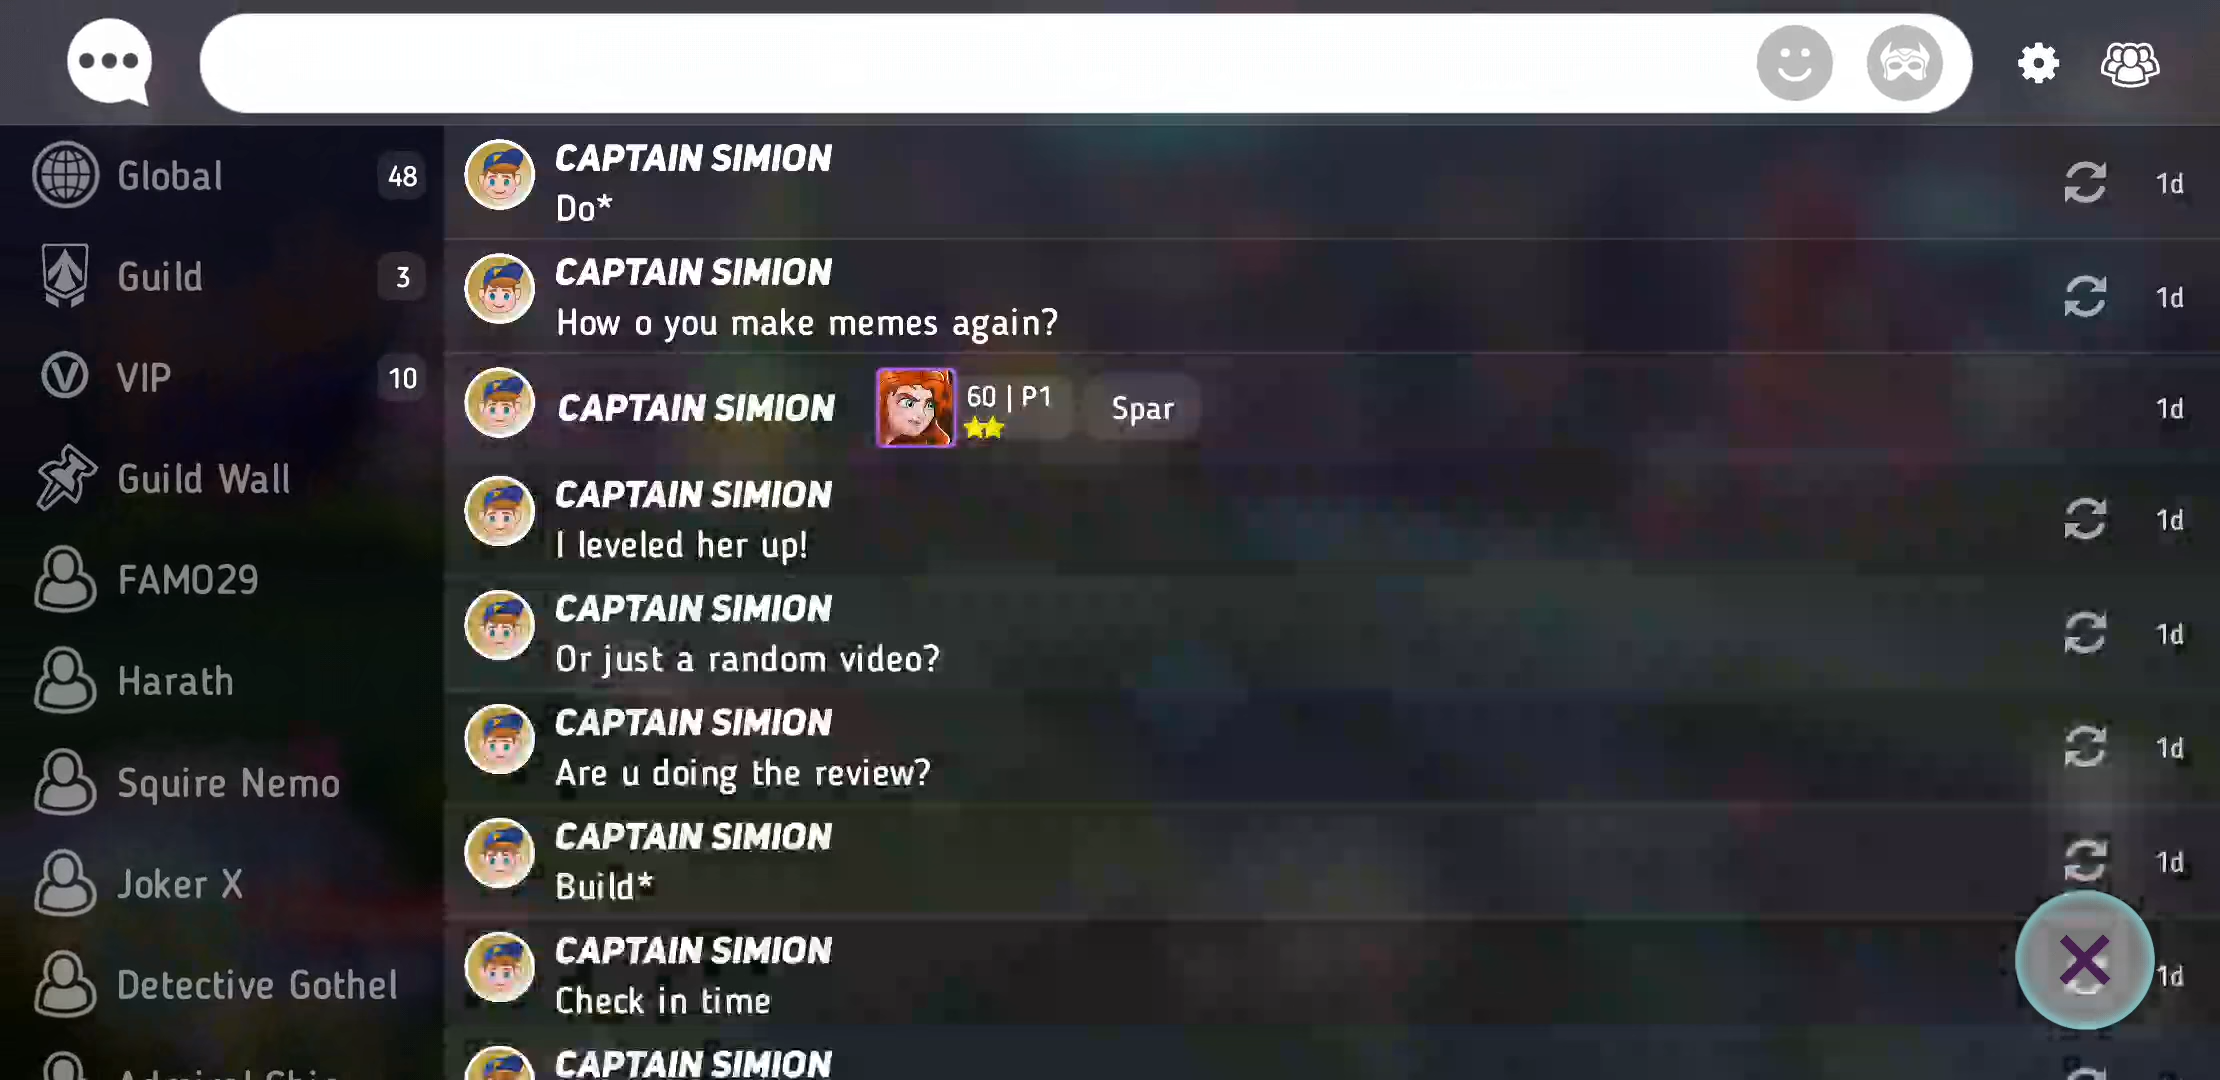 Global 48
Guild 3
VIP 10
Guild Wall
FAMO29
Harath
Squire Nemo
Joker X
Detective Gothel
CAPTAIN SIMION
Do*
1d
CAPTAIN SIMION
How o you make memes again?
1d
CAPTAIN SIMION 60 | P1 Spar
1d
CAPTAIN SIMION
I leveled her up!
1d
CAPTAIN SIMION
Or just a random video?
1d
CAPTAIN SIMION
Are u doing the review?
1d
CAPTAIN SIMION
Build*
1d
CAPTAIN SIMION
Check in time
1d
CAPTAIN SIMION